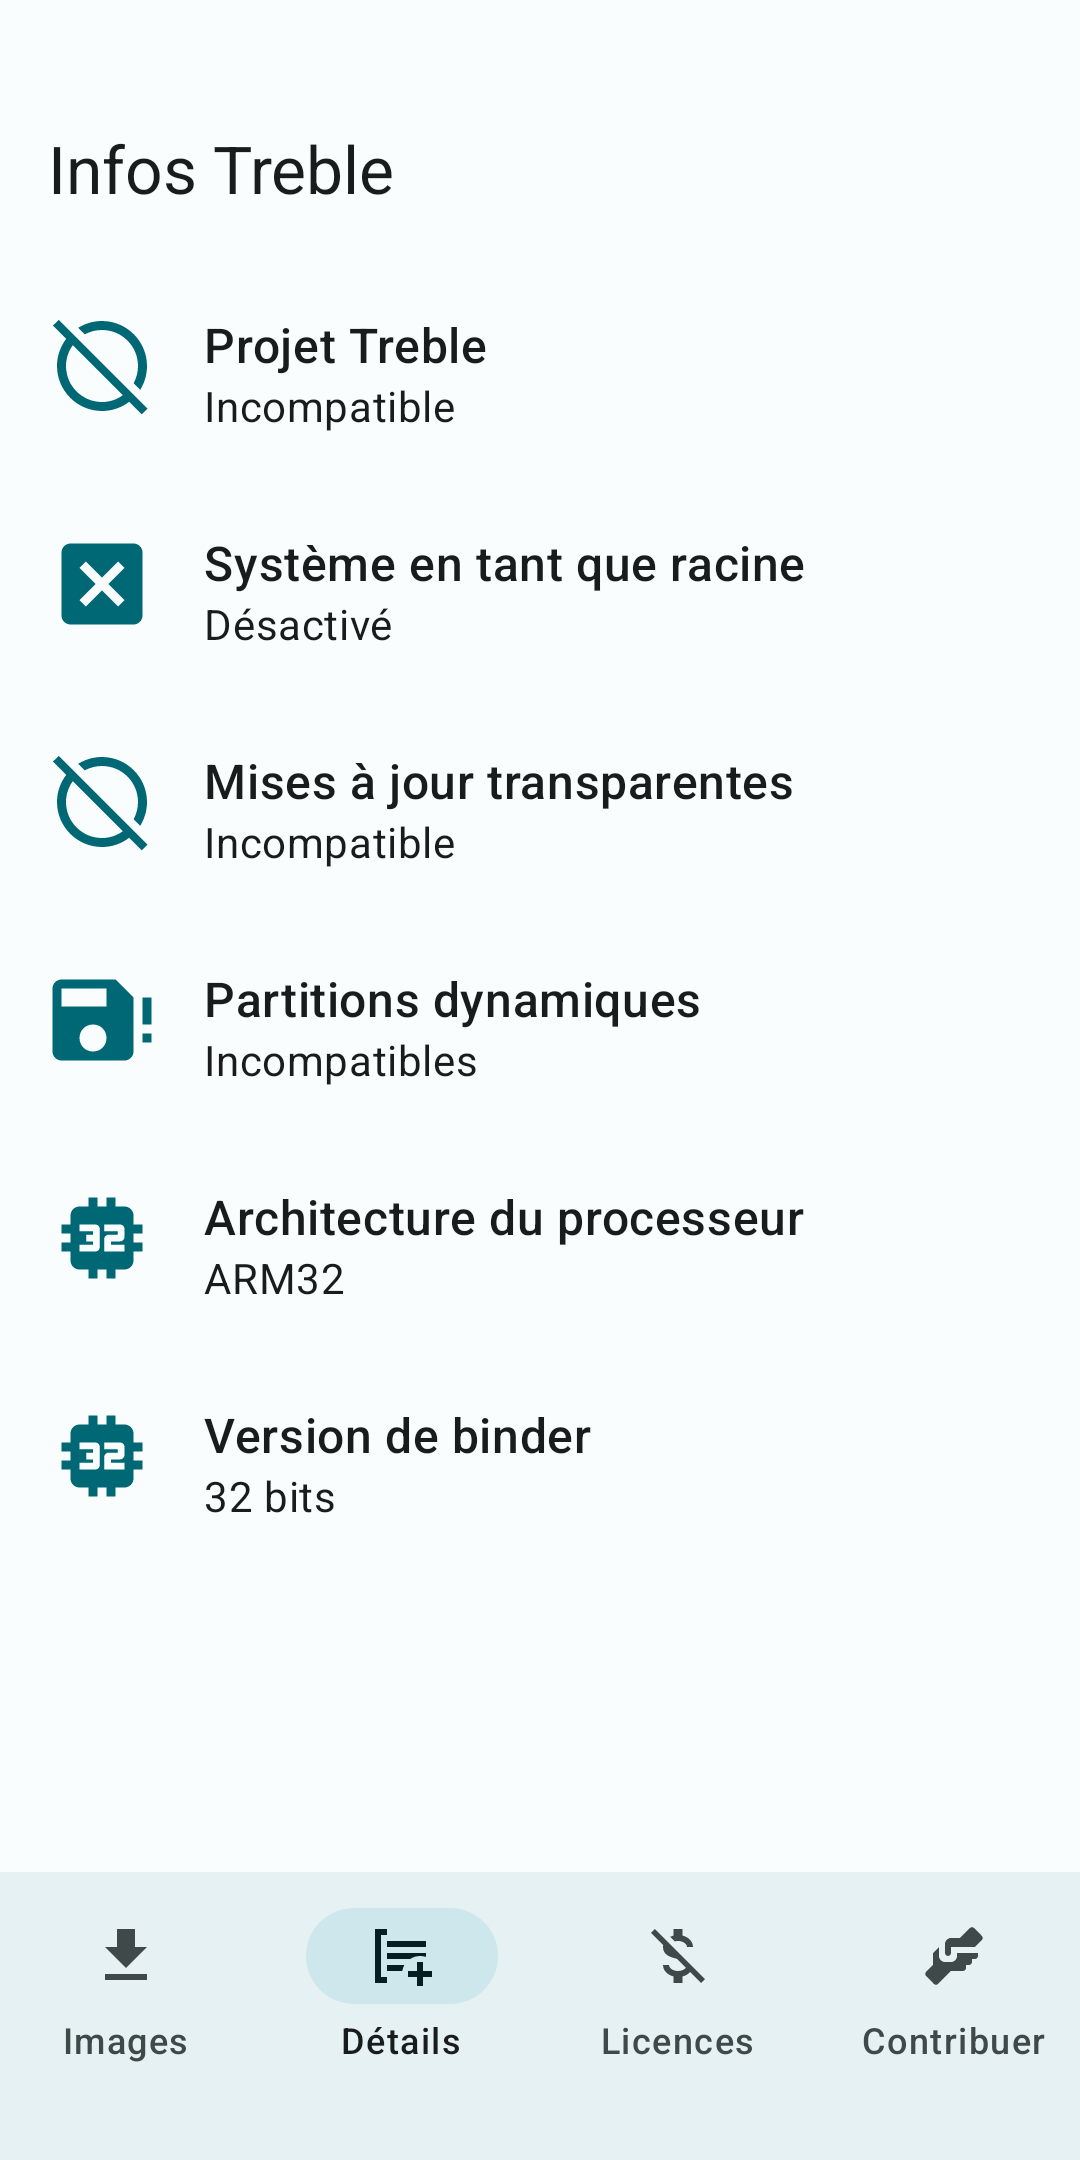 Infos Treble
Projet Treble
Incompatible
Système en tant que racine
Désactivé
Mises à jour transparentes
Incompatible
Partitions dynamiques
Incompatibles
32
Architecture du processeur
ARM32
32
Version de binder
32 bits
Images
Détails
Licences
Contribuer